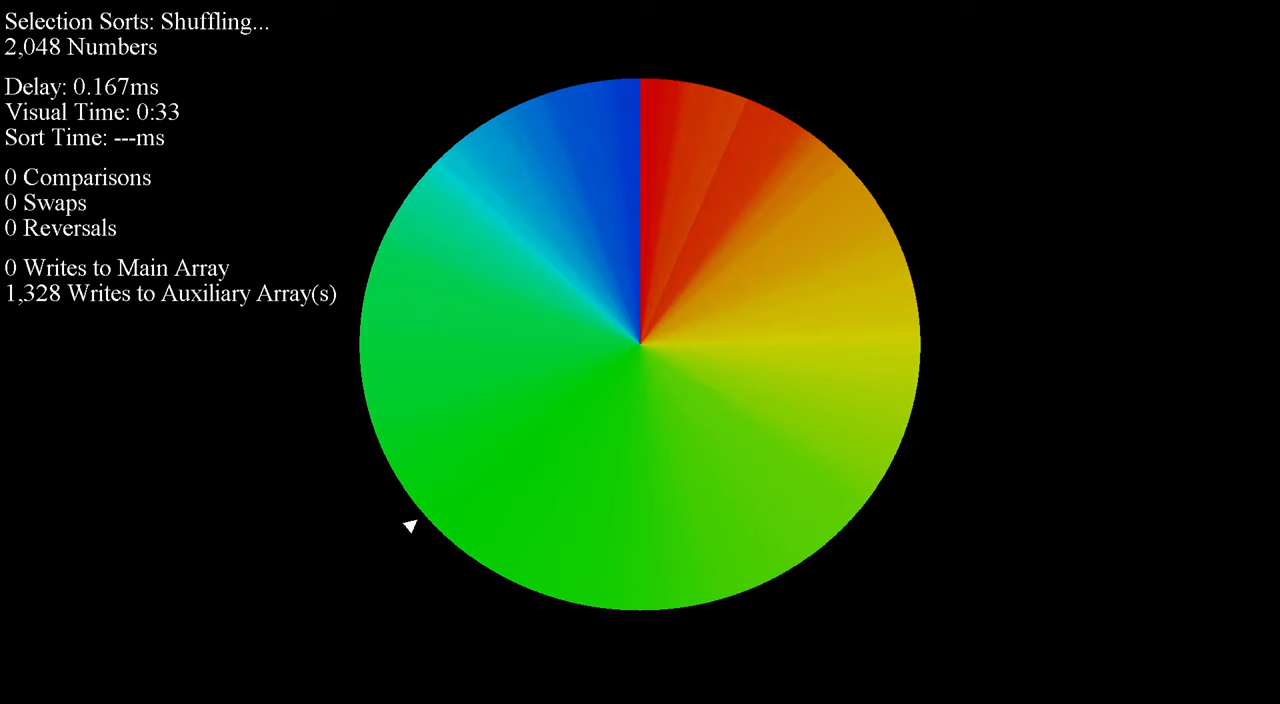 Selection Sorts: Shuffling...
2,048 Numbers
Delay: 0.167ms
Visual Time: 0:33
Sort Time: ---ms
0 Comparisons
0 Swaps
0 Reversals
0 Writes to Main Array
1,328 Writes to Auxiliary Array(s)